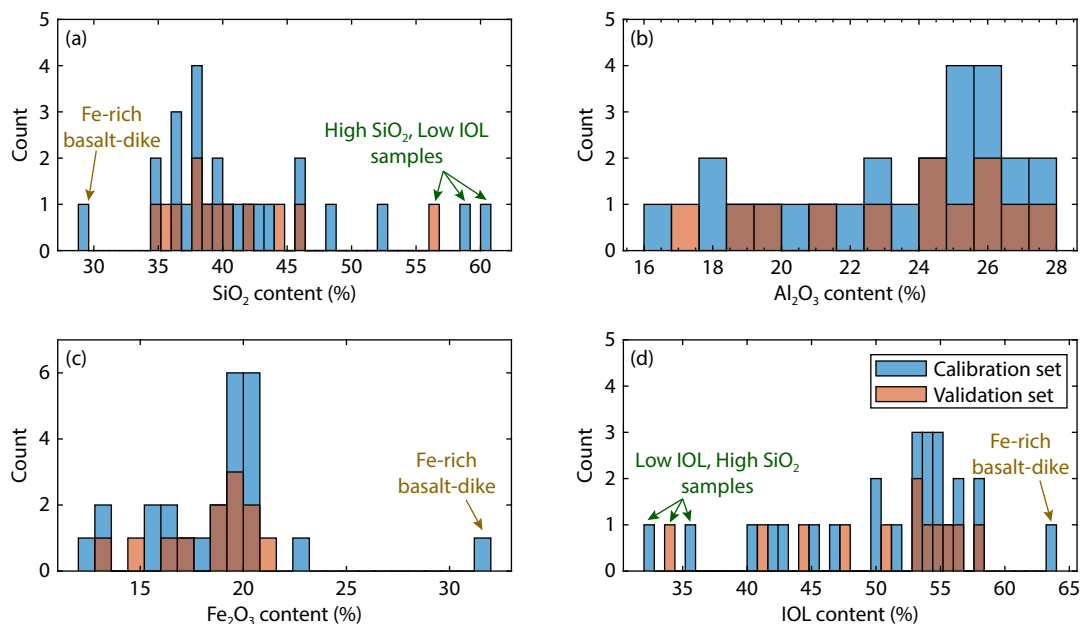 (a)
5
4
3
2
1
0
Count
Fe-rich
basalt-dike
High SiO₂, Low IOL
samples
30 35 40 45 50 55 60
SiO₂ content (%)
(b)
5
4
3
2
1
0
Count
16 18 20 22 24 26 28
Al₂O₃ content (%)
(c)
6
4
2
0
Count
Fe-rich
basalt-dike
15 20 25 30
Fe₂O₃ content (%)
(d)
5
4
3
2
1
0
Count
Calibration set
Validation set
Low IOL, High SiO₂
samples
Fe-rich
basalt-dike
35 40 45 50 55 60 65
IOL content (%)